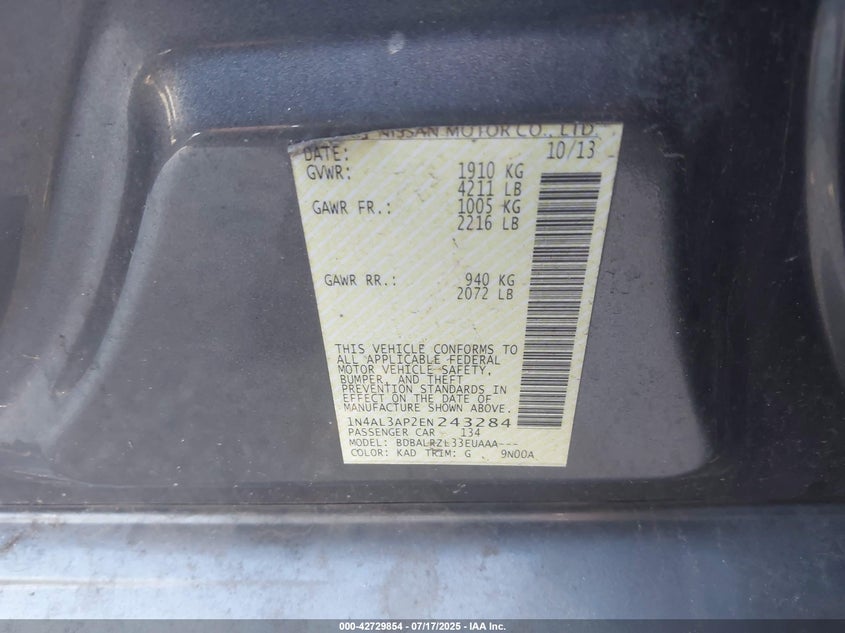 NISSAN MOTOR CO., LTD.
DATE: 10/13
GVWR: 1910 KG
4211 LB
GAWR FR.: 1005 KG
2216 LB
GAWR RR.: 940 KG
2072 LB
THIS VEHICLE CONFORMS TO
ALL APPLICABLE FEDERAL
MOTOR VEHICLE SAFETY,
BUMPER, AND THEFT
PREVENTION STANDARDS IN
EFFECT ON THE DATE OF
MANUFACTURE SHOWN ABOVE.
1N4AL3AP2EN243284
PASSENGER CAR 134
MODEL: BDBALRZL33EUAAA---
COLOR: KAD TRIM: G 9N00A
000-42729854 / 07/17/2025 - IAA Inc.